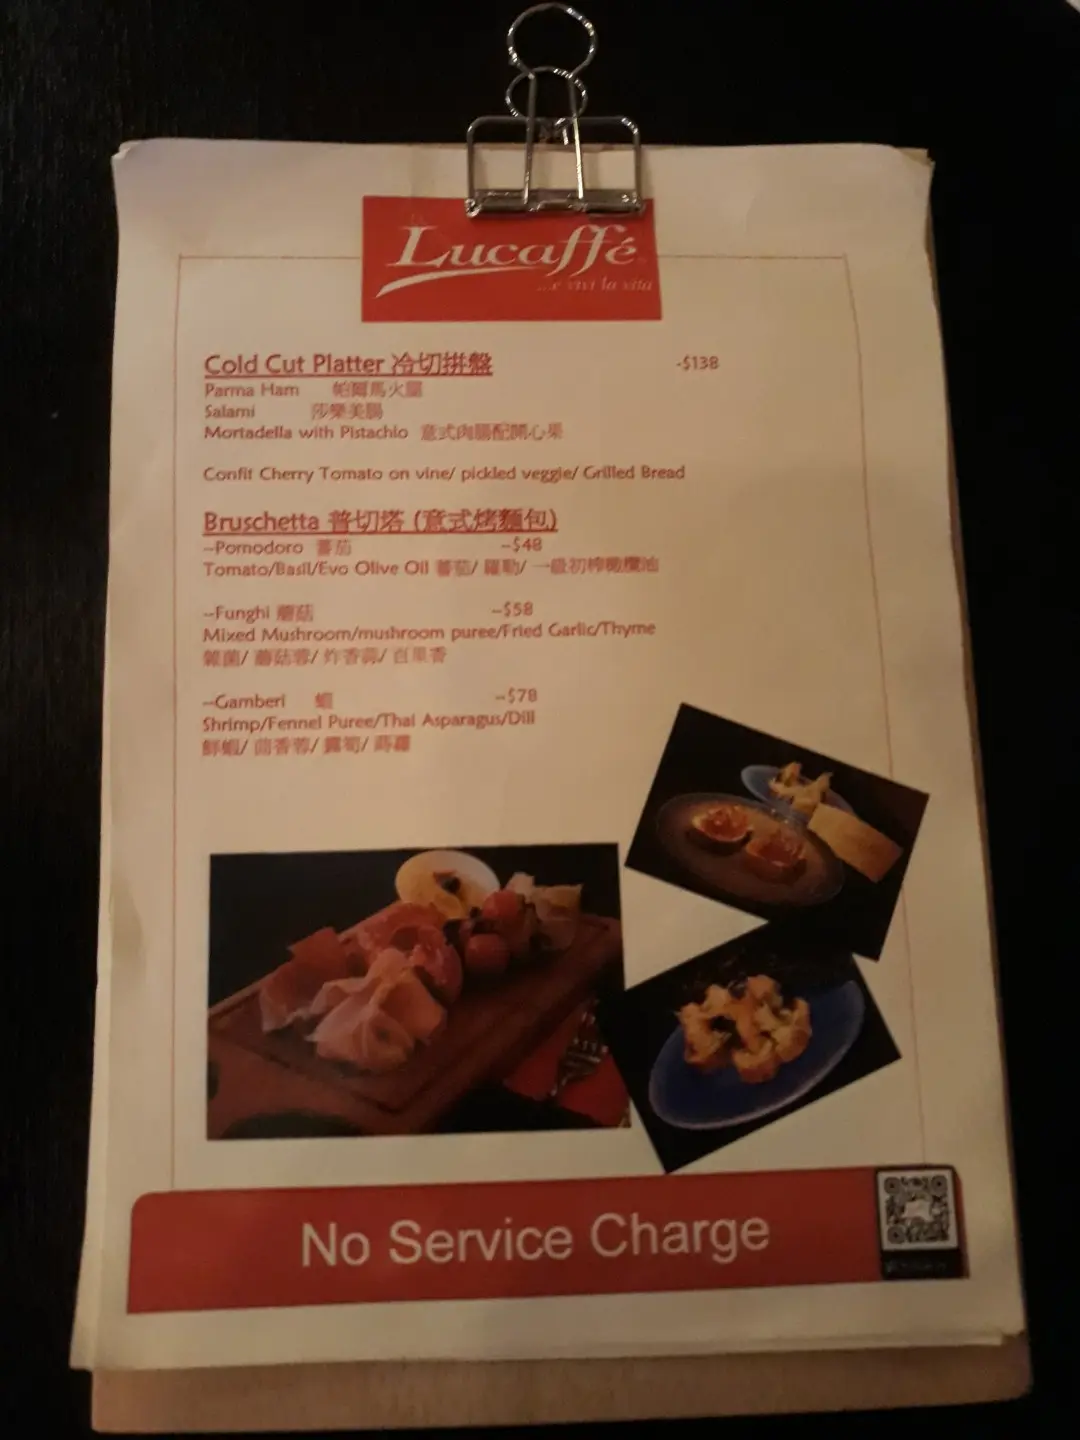 Lucaffé
...e vivi la vita
Cold Cut Platter 冷切拼盤 -$138
Parma Ham 帕爾馬火腿
Salami 莎樂美腸
Mortadella with Pistachio 意式肉腸配開心果
Confit Cherry Tomato on vine/ pickled veggie/ Grilled Bread
Bruschetta 普切塔 (意式烤麵包)
--Pomodoro 蕃茄 --$48
Tomato/Basil/Evo Olive Oil 蕃茄/ 羅勒/ 一級初榨橄欖油
--Funghi 蘑菇 --$58
Mixed Mushroom/mushroom puree/Fried Garlic/Thyme
雜菌/ 蘑菇蓉/ 炸香蒜/ 百里香
--Gamberi 蝦 --$78
Shrimp/Fennel Puree/Thai Asparagus/Dill
鮮蝦/ 茴香蓉/ 露筍/ 蒔蘿
No Service Charge